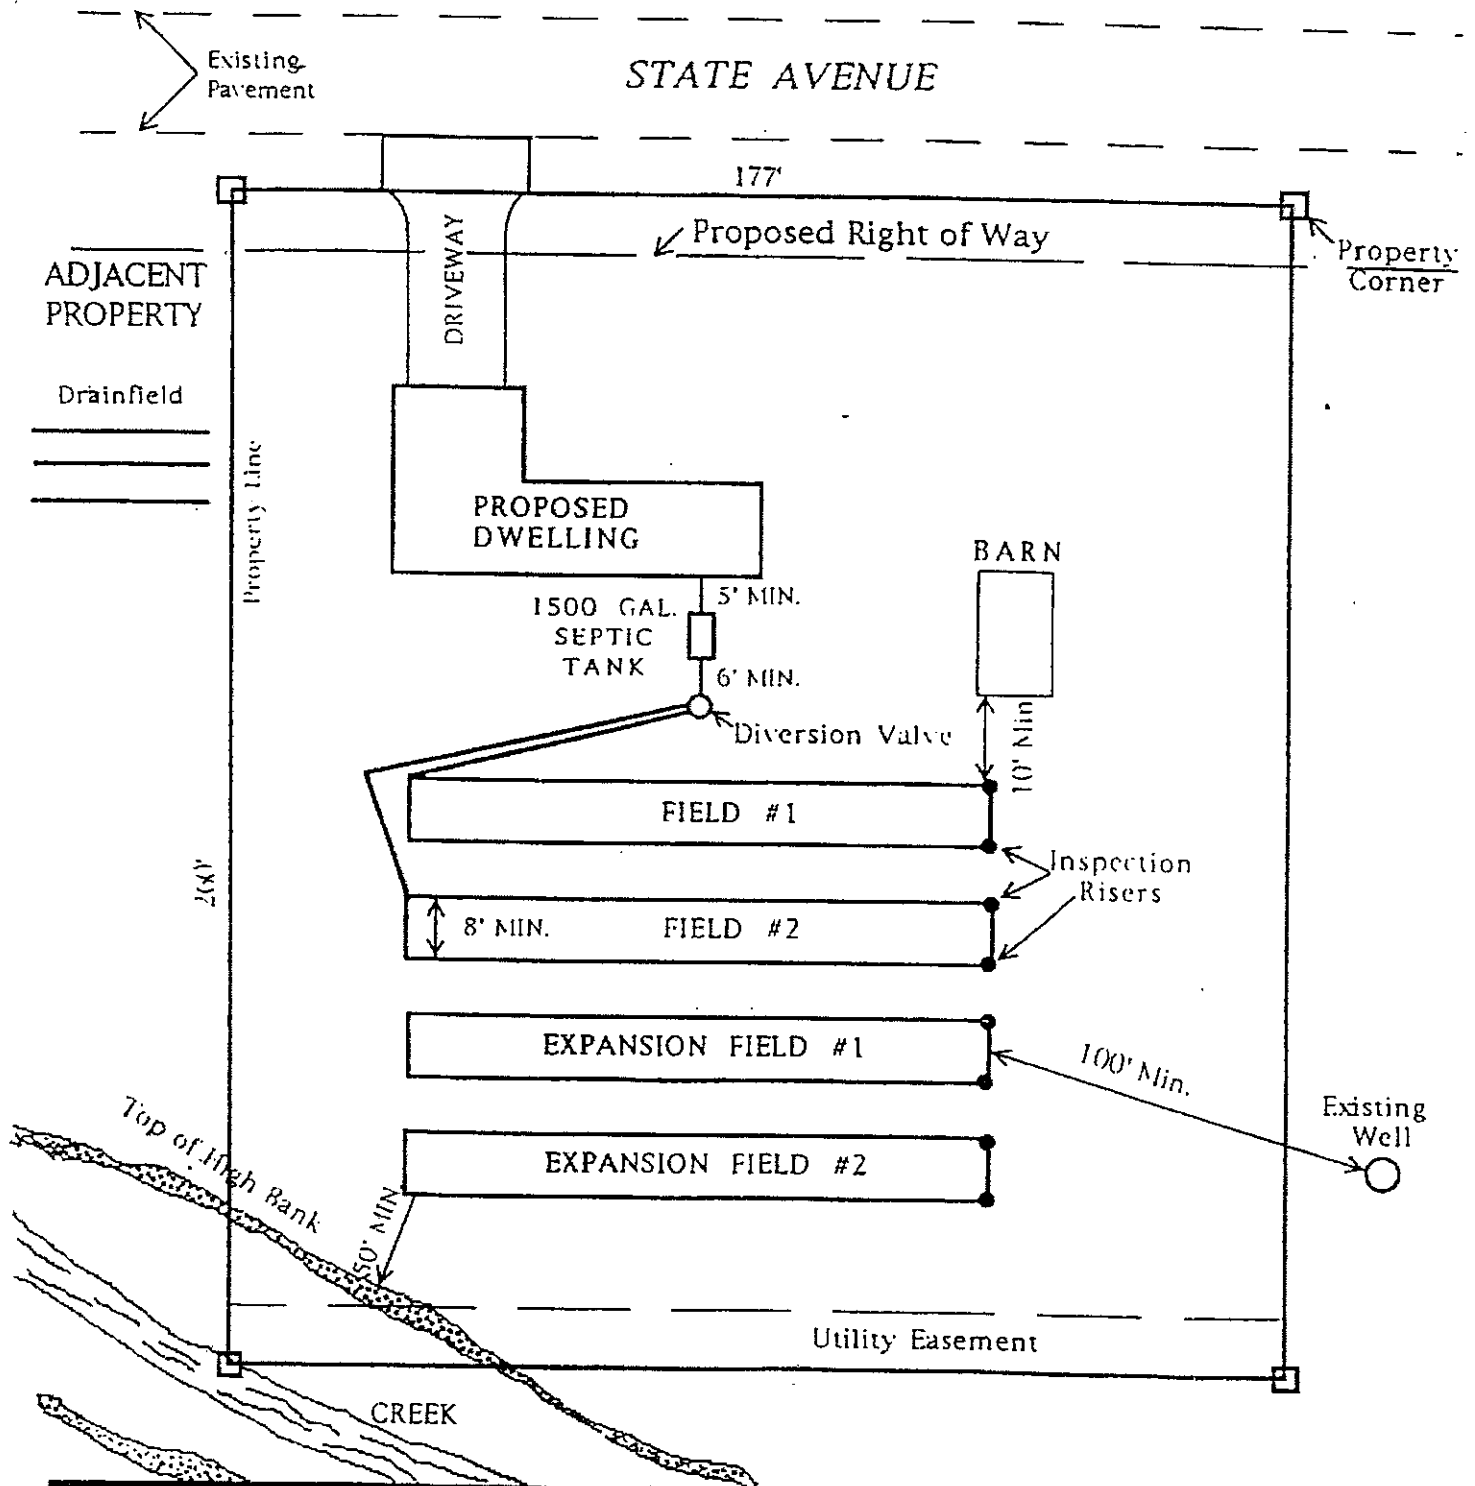 Existing
Pavement
STATE AVENUE
177'
Proposed Right of Way
Property
Corner
ADJACENT
PROPERTY
DRIVEWAY
Drainfield
Property Line
PROPOSED
DWELLING
BARN
5' MIN.
1500 GAL.
SEPTIC
TANK
6' MIN.
Diversion Valve
10' Min
FIELD #1
Inspection
Risers
260'
8' MIN.
FIELD #2
EXPANSION FIELD #1
100' Min.
Existing
Well
Top of High Bank
EXPANSION FIELD #2
50' MIN
Utility Easement
CREEK